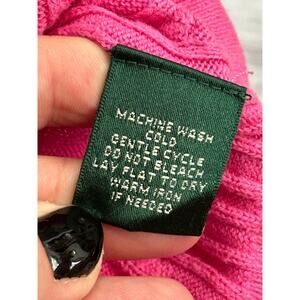 MACHINE WASH
COLD
GENTLE CYCLE
DO NOT BLEACH
LAY FLAT TO DRY
WARM IRON
IF NEEDED